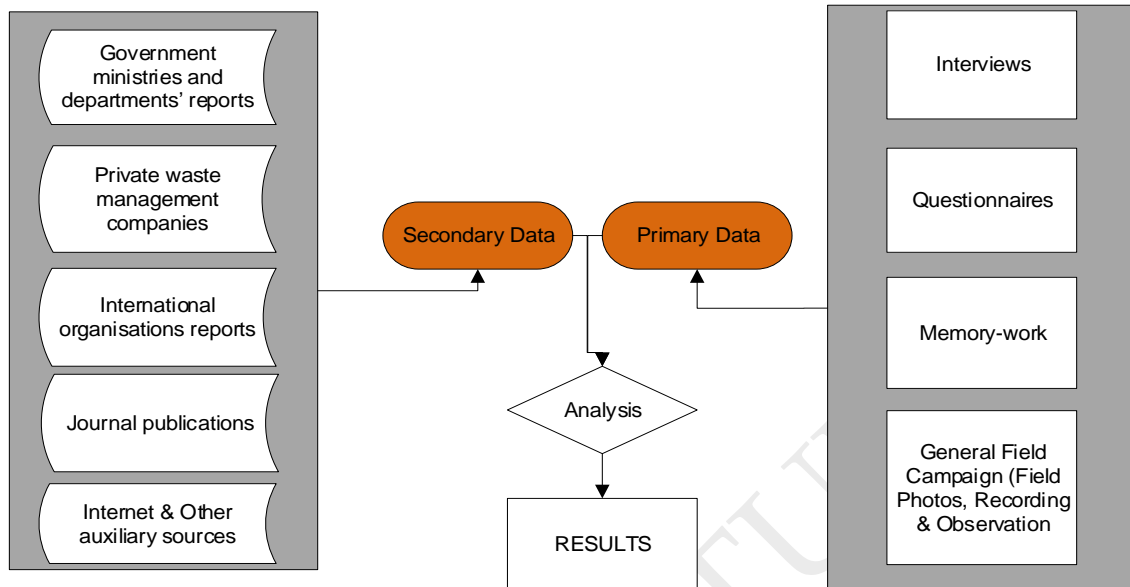 Government
ministries and
departments' reports
Private waste
management
companies
International
organisations reports
Journal publications
Internet & Other
auxiliary sources
Secondary Data
Primary Data
Analysis
RESULTS
Interviews
Questionnaires
Memory-work
General Field
Campaign (Field
Photos, Recording
& Observation